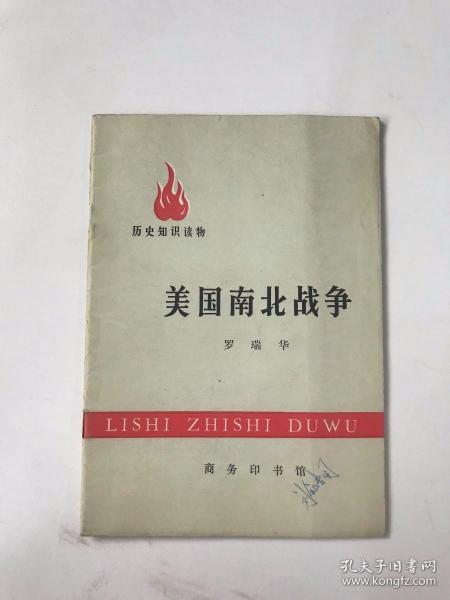 历史知识读物
美国南北战争
罗瑞华
LISHI ZHISHI DUWU
商务印书馆
孔夫子旧书网
www.kongfz.com